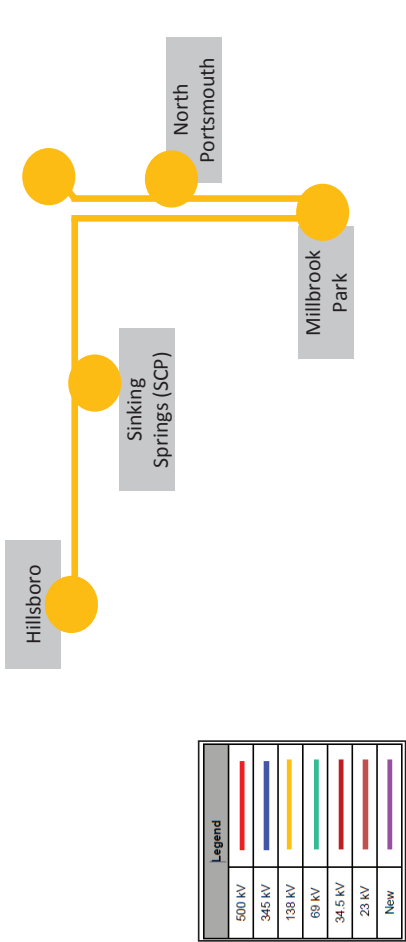 Hillsboro
Sinking
Springs (SCP)
North
Portsmouth
Millbrook
Park
Legend
500 kV
345 kV
138 kV
69 kV
34.5 kV
23 kV
New